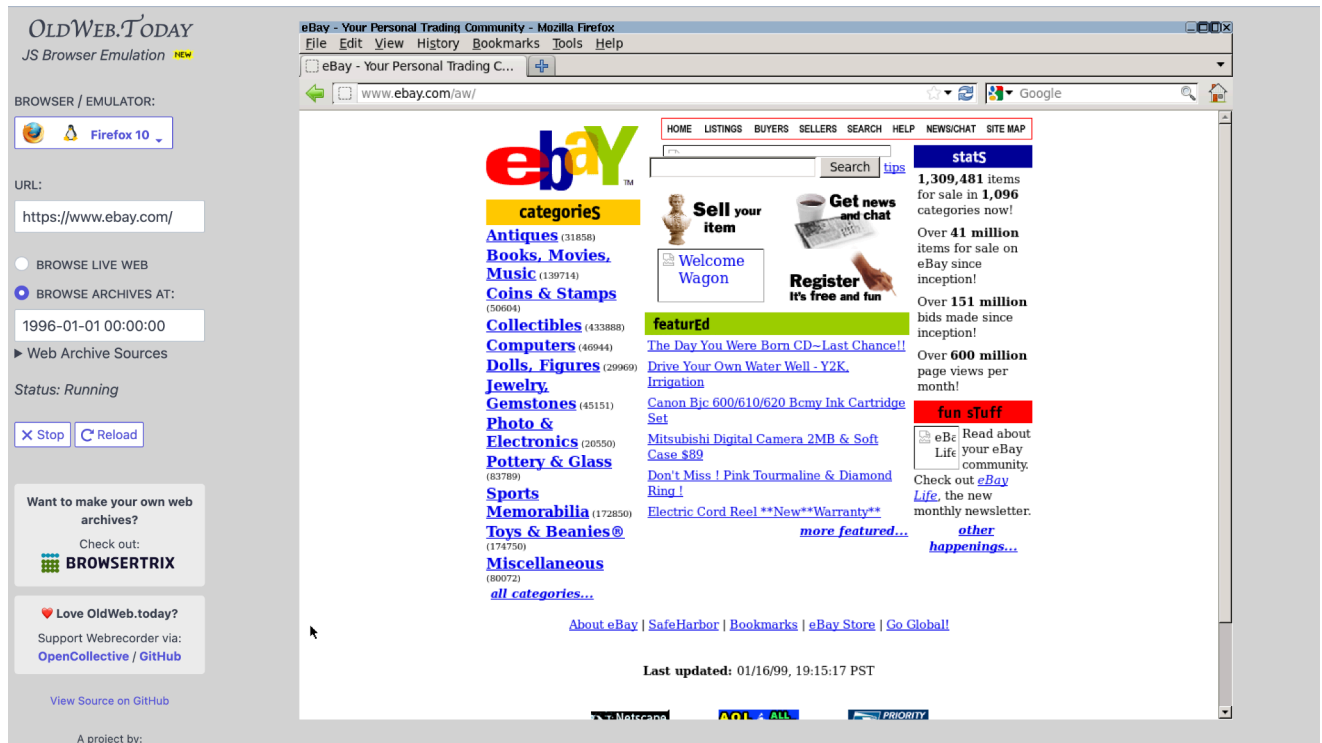 OldWeb.Today
JS Browser Emulation NEW
BROWSER / EMULATOR:
Firefox 10
URL:
https://www.ebay.com/
BROWSE LIVE WEB
BROWSE ARCHIVES AT:
1996-01-01 00:00:00
Web Archive Sources
Status: Running
Stop
Reload
Want to make your own web
archives?
Check out:
BROWSERTRIX
Love OldWeb.today?
Support Webrecorder via:
OpenCollective / GitHub
View Source on GitHub
A project by:
eBay - Your Personal Trading Community - Mozilla Firefox
File Edit View History Bookmarks Tools Help
eBay - Your Personal Trading C...
www.ebay.com/aw/
Google
ebaY TM
HOME LISTINGS BUYERS SELLERS SEARCH HELP NEWS/CHAT SITE MAP
Search tips
categorieS
Antiques (31858)
Books, Movies,
Music (139714)
Coins & Stamps
(50604)
Collectibles (433888)
Computers (46944)
Dolls, Figures (29969)
Jewelry,
Gemstones (45151)
Photo &
Electronics (20550)
Pottery & Glass
(83789)
Sports
Memorabilia (172850)
Toys & Beanies®
(174750)
Miscellaneous
(80072)
all categories...
Sell your
item
Get news
and chat
Welcome
Wagon
Register
It's free and fun
featurEd
The Day You Were Born CD~Last Chance!!
Drive Your Own Water Well - Y2K,
Irrigation
Canon Bjc 600/610/620 Bcmy Ink Cartridge
Set
Mitsubishi Digital Camera 2MB & Soft
Case $89
Don't Miss ! Pink Tourmaline & Diamond
Ring !
Electric Cord Reel **New**Warranty**
more featured...
statS
1,309,481 items
for sale in 1,096
categories now!
Over 41 million
items for sale on
eBay since
inception!
Over 151 million
bids made since
inception!
Over 600 million
page views per
month!
fun sTuff
eBa
Life
Read about
your eBay
community.
Check out eBay
Life, the new
monthly newsletter.
other
happenings...
About eBay | SafeHarbor | Bookmarks | eBay Store | Go Global!
Last updated: 01/16/99, 19:15:17 PST
Netscape
AOL
ALL
PRIORITY